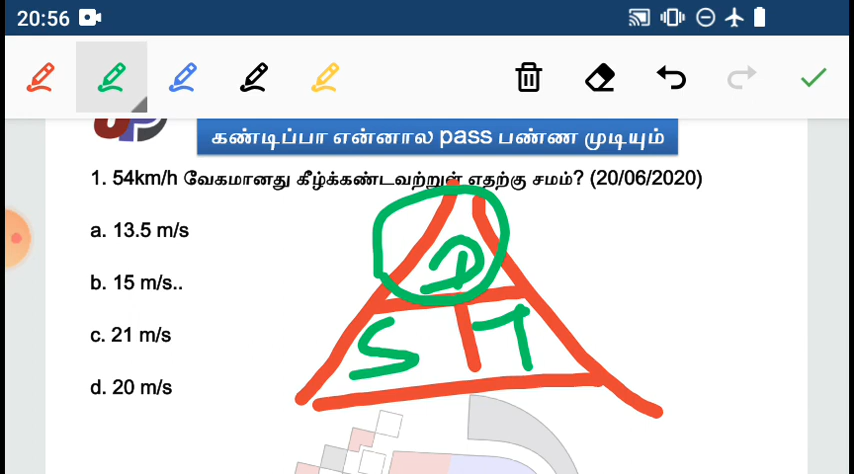 20:56
கண்டிப்பா என்னால pass பண்ண முடியும்
1. 54km/h வேகமானது கீழ்க்கண்டவற்றுள் எதற்கு சமம்? (20/06/2020)
a. 13.5 m/s
D
b. 15 m/s..
c. 21 m/s
S T
d. 20 m/s